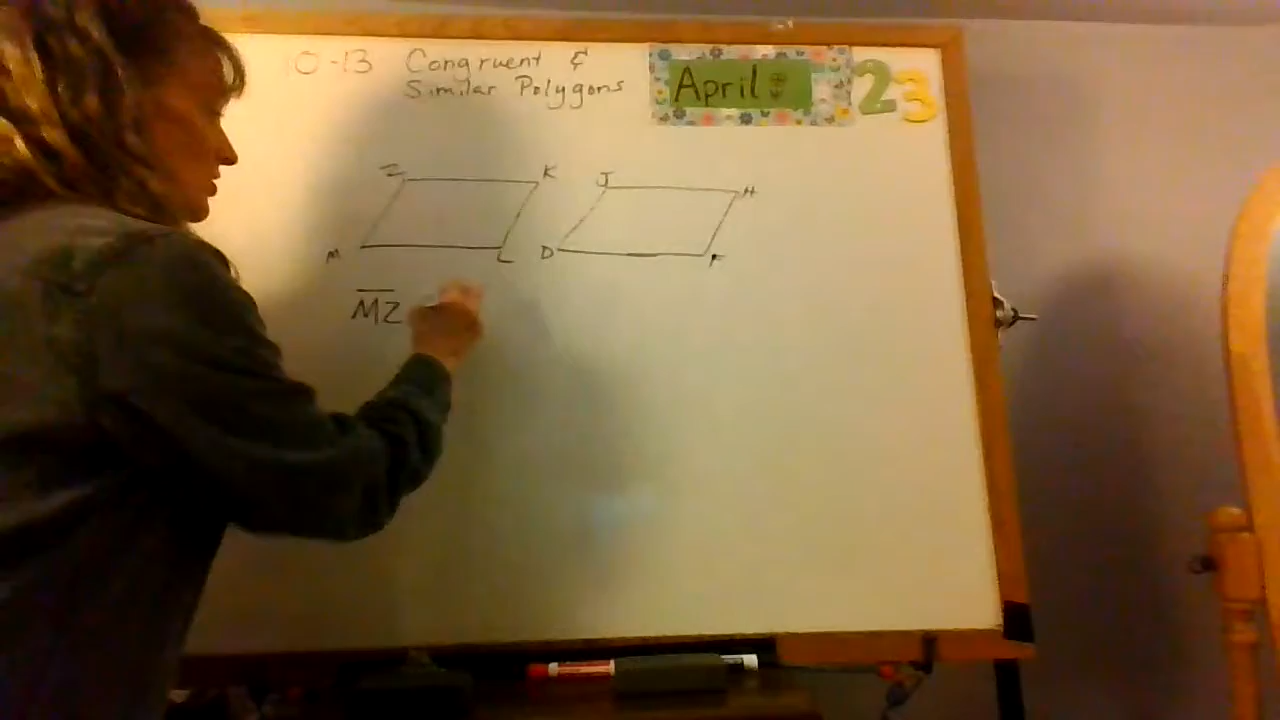 10-13 Congruent &
Similar Polygons
April 23
Z K J H
M L D F
MZ